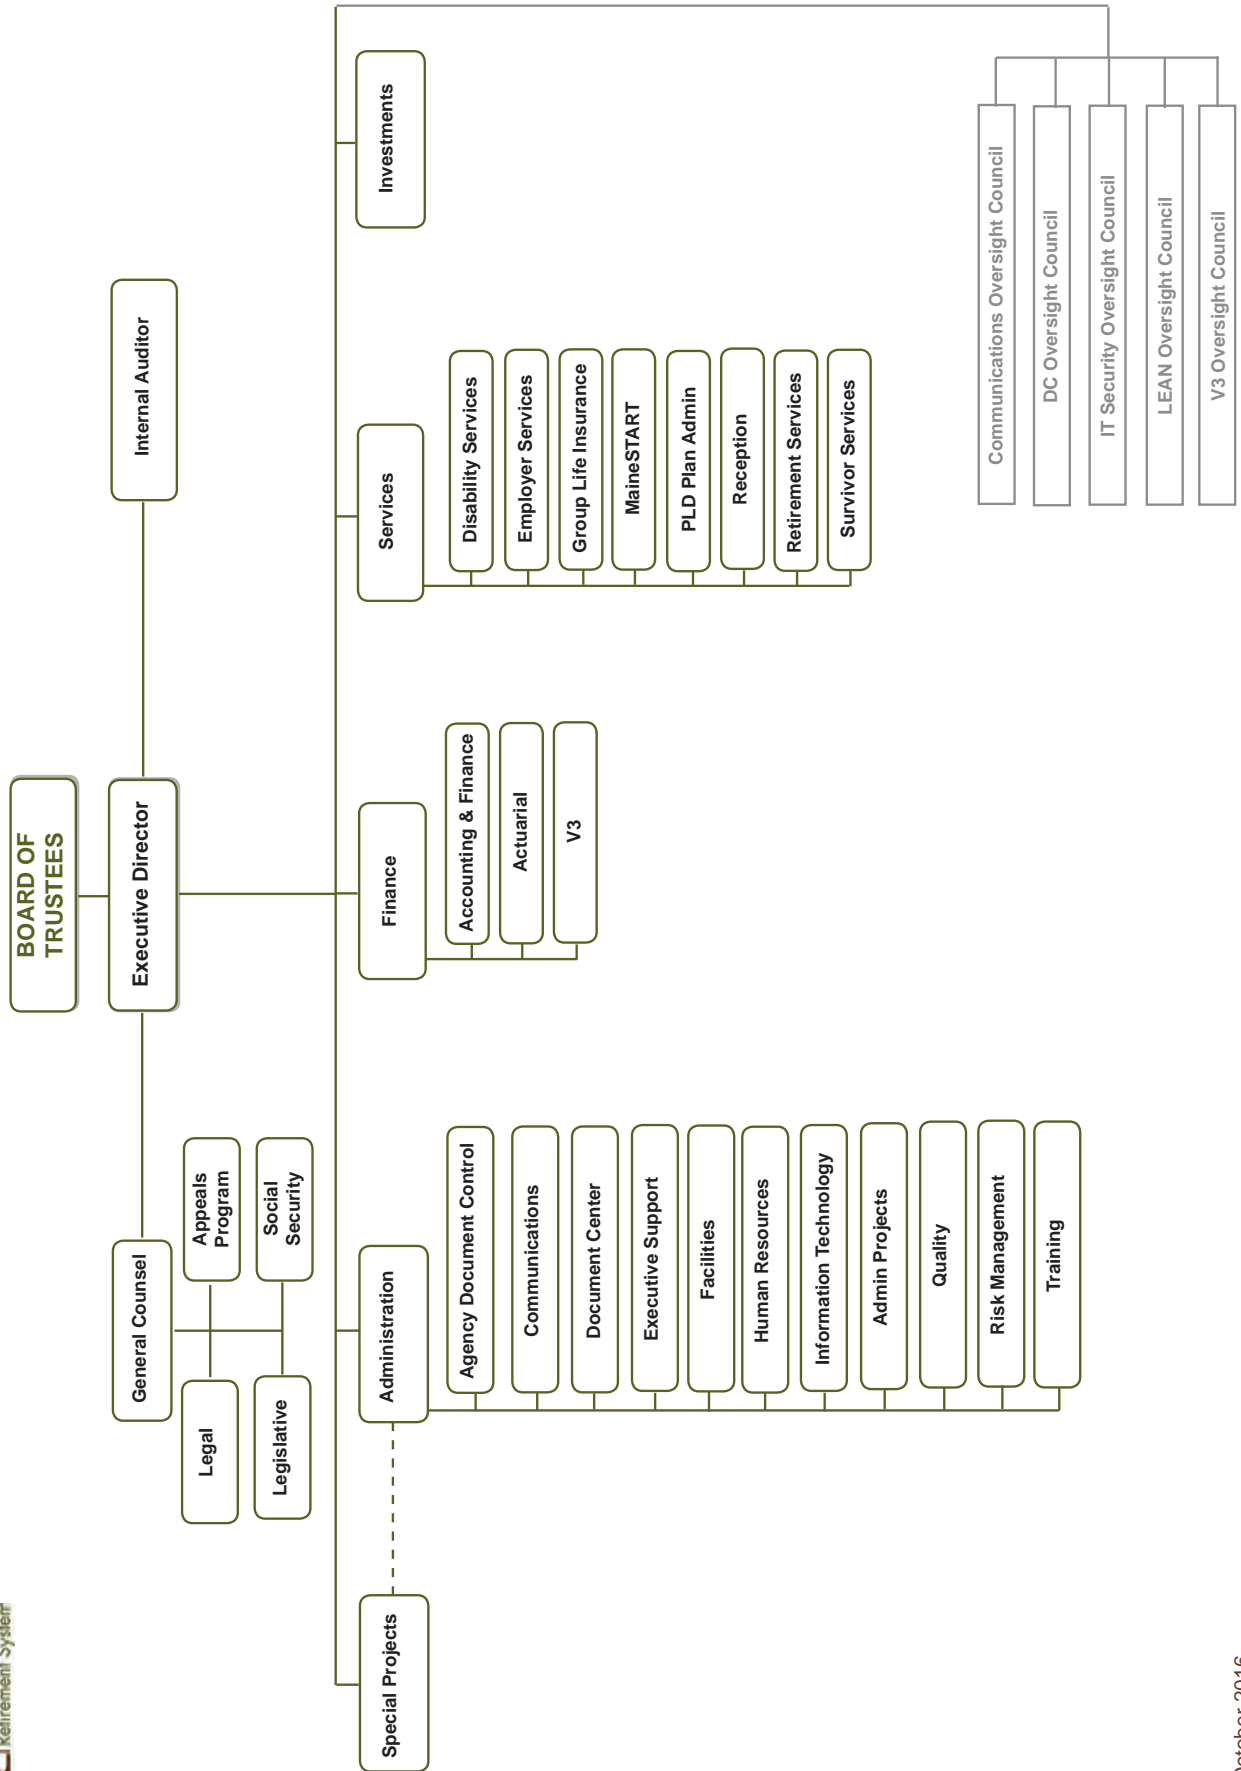 Retirement System
BOARD OF
TRUSTEES
Executive Director
General Counsel
Internal Auditor
Legal
Appeals
Program
Legislative
Social
Security
Special Projects
Administration
Finance
Services
Investments
Agency Document Control
Communications
Document Center
Executive Support
Facilities
Human Resources
Information Technology
Admin Projects
Quality
Risk Management
Training
Accounting & Finance
Actuarial
V3
Disability Services
Employer Services
Group Life Insurance
MaineSTART
PLD Plan Admin
Reception
Retirement Services
Survivor Services
Communications Oversight Council
DC Oversight Council
IT Security Oversight Council
LEAN Oversight Council
V3 Oversight Council
October 2016